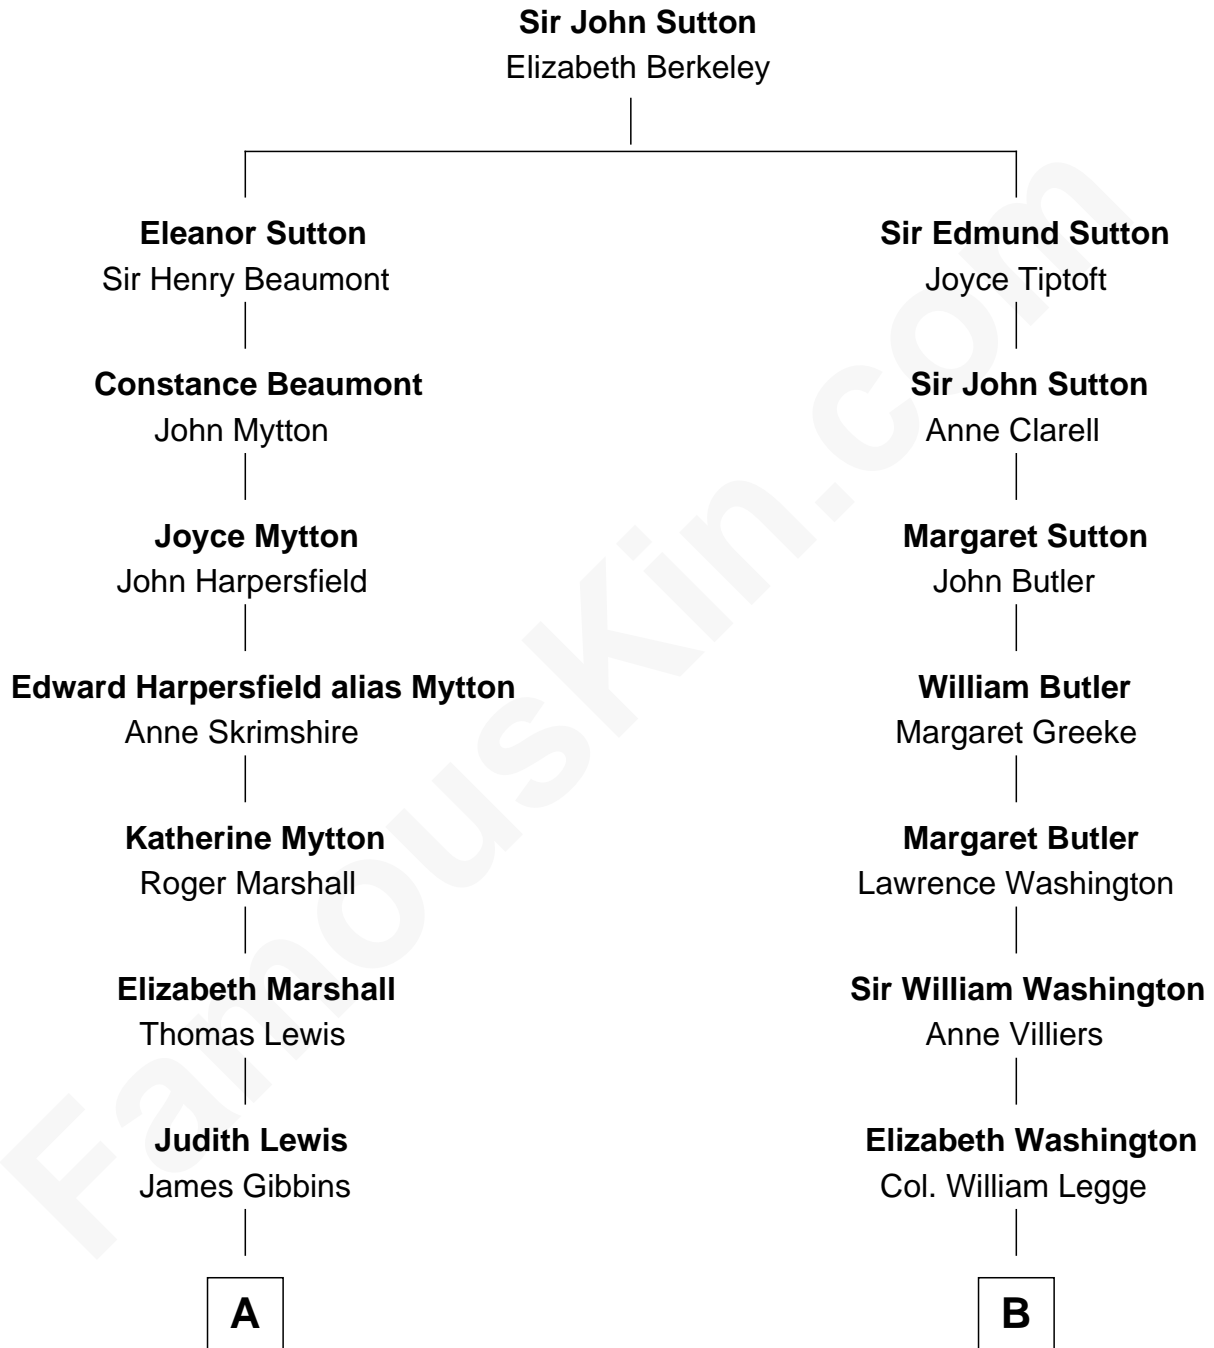 Sir John Sutton
Elizabeth Berkeley
Eleanor Sutton
Sir Henry Beaumont
Sir Edmund Sutton
Joyce Tiptoft
Constance Beaumont
John Mytton
Sir John Sutton
Anne Clarell
Joyce Mytton
John Harpersfield
Margaret Sutton
John Butler
Edward Harpersfield alias Mytton
Anne Skrimshire
William Butler
Margaret Greeke
Katherine Mytton
Roger Marshall
Margaret Butler
Lawrence Washington
Elizabeth Marshall
Thomas Lewis
Sir William Washington
Anne Villiers
Judith Lewis
James Gibbins
Elizabeth Washington
Col. William Legge
A
B
FamousKin.com